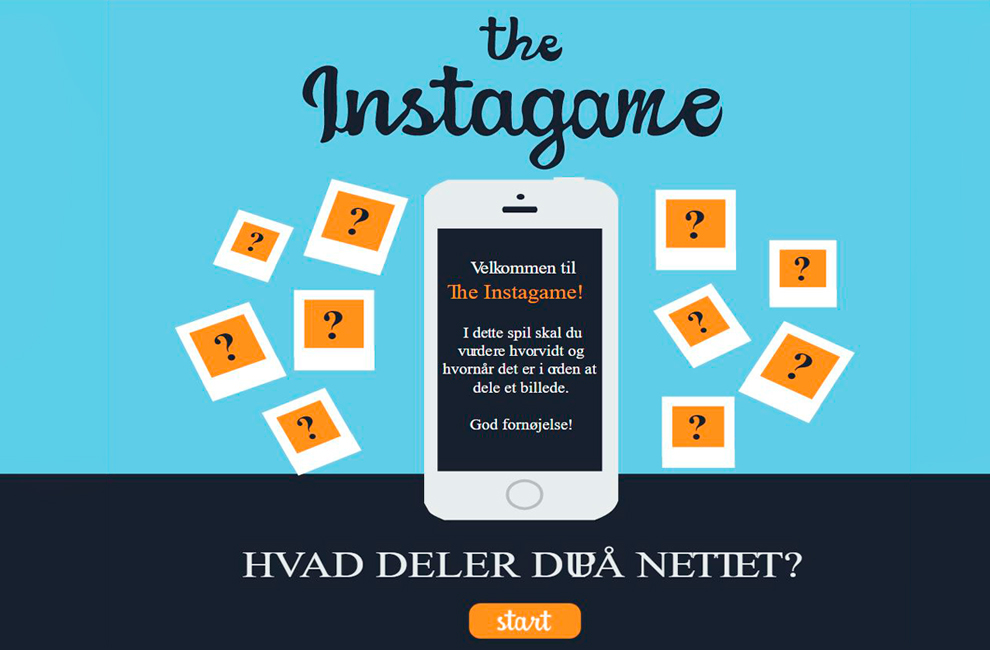 the
Instagame
?
?
?
?
?
?
?
?
?
?
Velkommen til
The Instagame!
I dette spil skal du
vurdere hvorvidt og
hvornår det er i orden at
dele et billede.
God fornøjelse!
HVAD DELER DU PÅ NETTET?
start